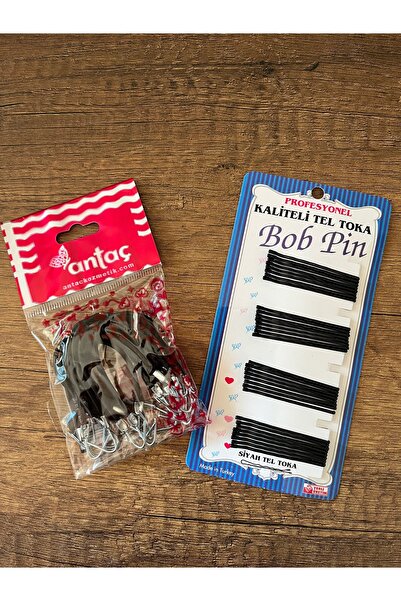 antaç
antackozmetik.com
PROFESYONEL
KALİTELİ TEL TOKA
Bob Pin
SİYAH TEL TOKA
Made in Turkey